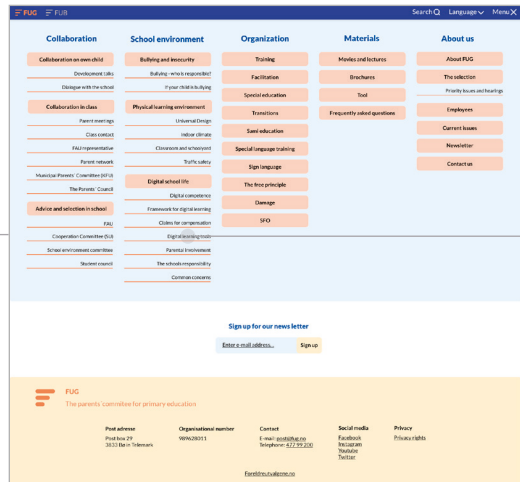 FUG FUB Search Language Menu
Collaboration
Collaboration on own child
Development talks
Dialogue with the school
Collaboration in class
Parent meetings
Class contact
FAU representative
Parent network
Municipal Parents' Committee (KFU)
The Parents' Council
Advice and selection in school
FAU
Cooperation Committee (SU)
School environment committee
Student council
School environment
Bullying and insecurity
Bullying - who is responsible?
If your child is bullying
Physical learning environment
Universal Design
Indoor climate
Classroom and schoolyard
Traffic safety
Digital school life
Digital competence
Framework for digital learning
Claims for compensation
Digital learning tools
Parental Involvement
The schools responsibility
Common concerns
Organization
Training
Facilitation
Special education
Transitions
Sami education
Special language training
Sign language
The free principle
Damage
SFO
Materials
Movies and lectures
Brochures
Tool
Frequently asked questions
About us
About FUG
The selection
Priority issues and hearings
Employees
Current issues
Newsletter
Contact us
Sign up for our news letter
Enter e-mail address... Sign up
FUG
The parents' commitee for primary education
Post adresse
Post box 29
3833 Bø in Telemark
Organisational number
989628011
Contact
E-mail: post@fug.no
Telephone: 477 99 200
Social media
Facebook
Instagram
Youtube
Twitter
Privacy
Privacy rights
Foreldreutvalgene.no